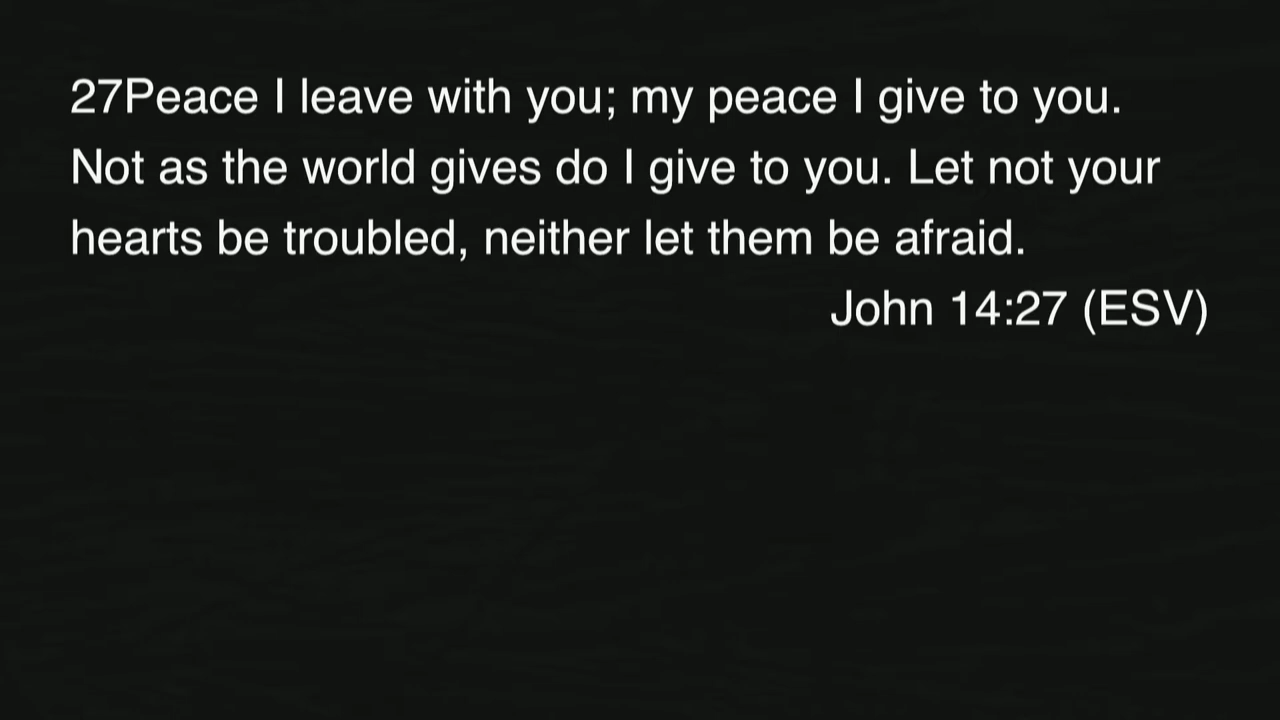 27Peace I leave with you; my peace I give to you.
Not as the world gives do I give to you. Let not your
hearts be troubled, neither let them be afraid.
John 14:27 (ESV)